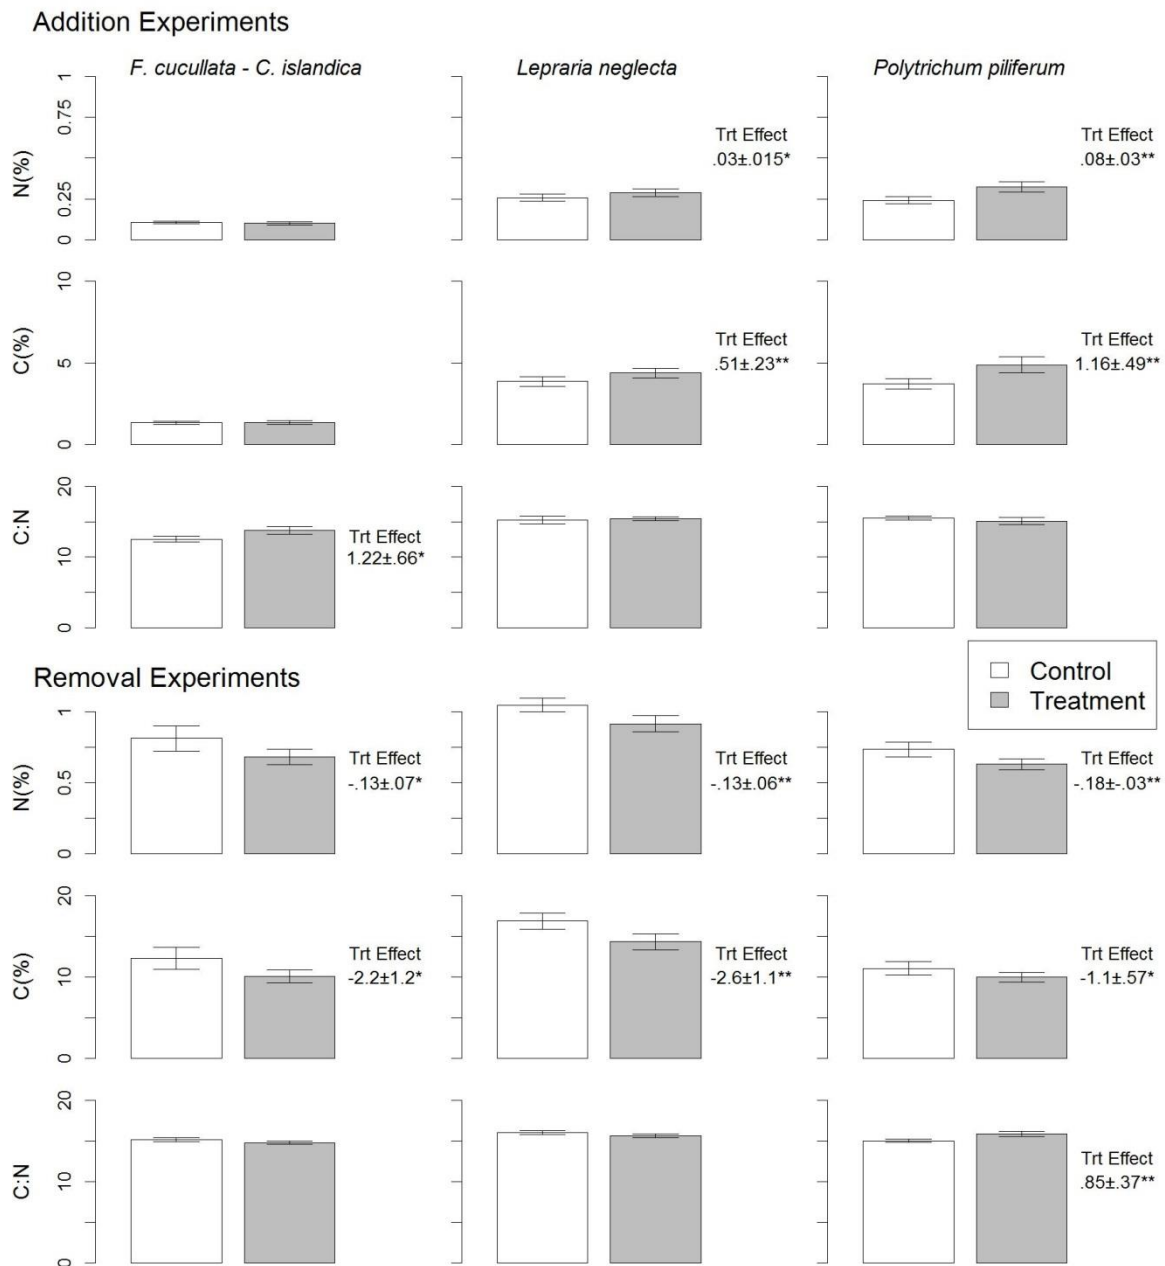 Addition Experiments
F. cucullata - C. islandica
Lepraria neglecta
Polytrichum piliferum
N(%)
1
0.75
0.25
0
Trt Effect
.03±.015*
Trt Effect
.08±.03**
C(%)
10
5
0
Trt Effect
.51±.23**
Trt Effect
1.16±.49**
C:N
20
10
0
Trt Effect
1.22±.66*
Control
Treatment
Removal Experiments
N(%)
1
0.5
0
Trt Effect
-.13±.07*
Trt Effect
-.13±.06**
Trt Effect
-.18±-.03**
C(%)
20
10
0
Trt Effect
-2.2±1.2*
Trt Effect
-2.6±1.1**
Trt Effect
-1.1±.57*
C:N
20
10
0
Trt Effect
.85±.37**